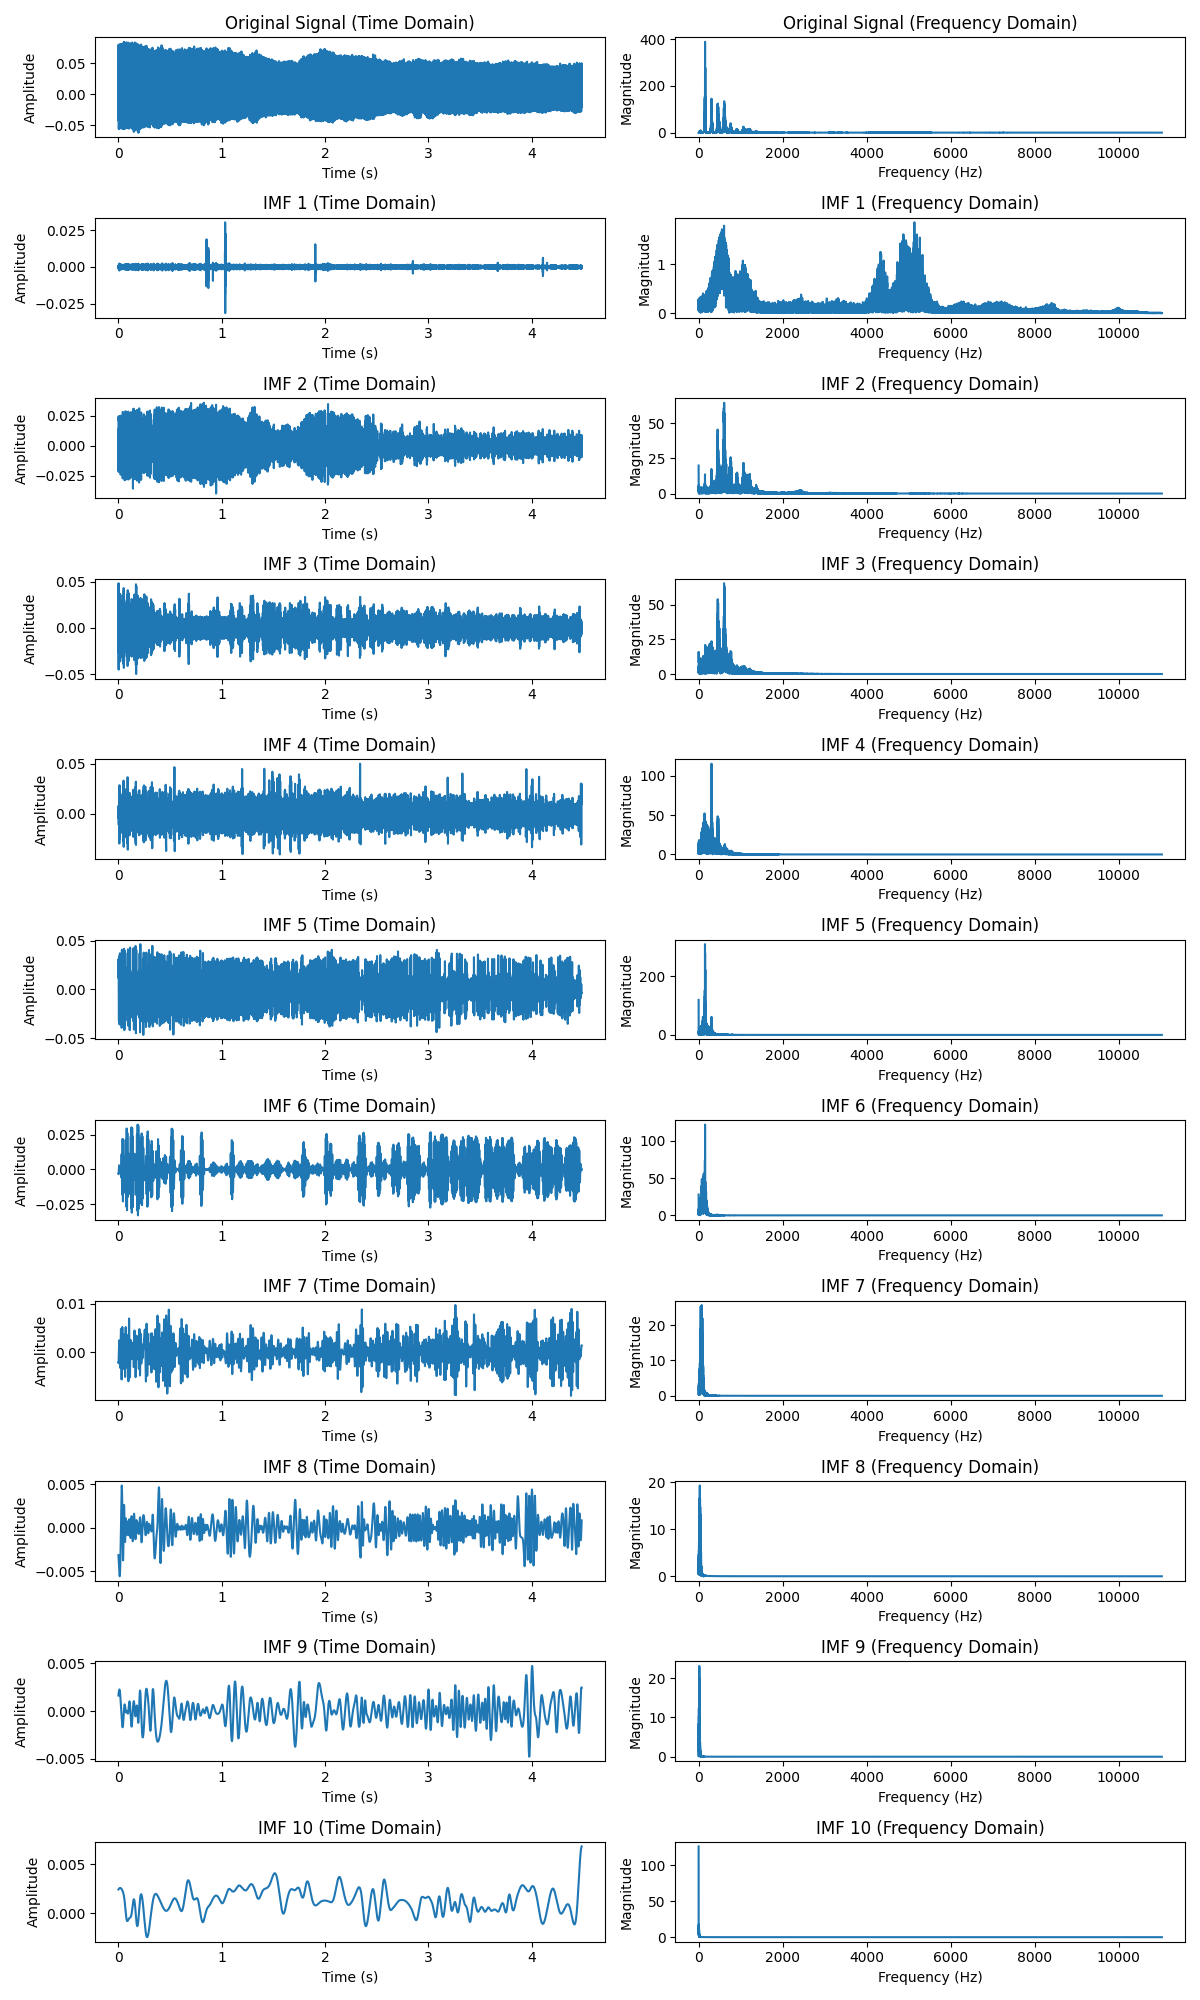 Original Signal (Time Domain) Original Signal (Frequency Domain)
Amplitude 0.05 0.00 −0.05 Magnitude 400 200 0
0 1 2 3 4 0 2000 4000 6000 8000 10000
Time (s) Frequency (Hz)
IMF 1 (Time Domain) IMF 1 (Frequency Domain)
Amplitude 0.025 0.000 −0.025 Magnitude 1 0
0 1 2 3 4 0 2000 4000 6000 8000 10000
Time (s) Frequency (Hz)
IMF 2 (Time Domain) IMF 2 (Frequency Domain)
Amplitude 0.025 0.000 −0.025 Magnitude 50 25 0
0 1 2 3 4 0 2000 4000 6000 8000 10000
Time (s) Frequency (Hz)
IMF 3 (Time Domain) IMF 3 (Frequency Domain)
Amplitude 0.05 0.00 −0.05 Magnitude 50 25 0
0 1 2 3 4 0 2000 4000 6000 8000 10000
Time (s) Frequency (Hz)
IMF 4 (Time Domain) IMF 4 (Frequency Domain)
Amplitude 0.05 0.00 Magnitude 100 50 0
0 1 2 3 4 0 2000 4000 6000 8000 10000
Time (s) Frequency (Hz)
IMF 5 (Time Domain) IMF 5 (Frequency Domain)
Amplitude 0.05 0.00 −0.05 Magnitude 200 0
0 1 2 3 4 0 2000 4000 6000 8000 10000
Time (s) Frequency (Hz)
IMF 6 (Time Domain) IMF 6 (Frequency Domain)
Amplitude 0.025 0.000 −0.025 Magnitude 100 50 0
0 1 2 3 4 0 2000 4000 6000 8000 10000
Time (s) Frequency (Hz)
IMF 7 (Time Domain) IMF 7 (Frequency Domain)
Amplitude 0.01 0.00 Magnitude 20 10 0
0 1 2 3 4 0 2000 4000 6000 8000 10000
Time (s) Frequency (Hz)
IMF 8 (Time Domain) IMF 8 (Frequency Domain)
Amplitude 0.005 0.000 −0.005 Magnitude 20 10 0
0 1 2 3 4 0 2000 4000 6000 8000 10000
Time (s) Frequency (Hz)
IMF 9 (Time Domain) IMF 9 (Frequency Domain)
Amplitude 0.005 0.000 −0.005 Magnitude 20 10 0
0 1 2 3 4 0 2000 4000 6000 8000 10000
Time (s) Frequency (Hz)
IMF 10 (Time Domain) IMF 10 (Frequency Domain)
Amplitude 0.005 0.000 Magnitude 100 50 0
0 1 2 3 4 0 2000 4000 6000 8000 10000
Time (s) Frequency (Hz)